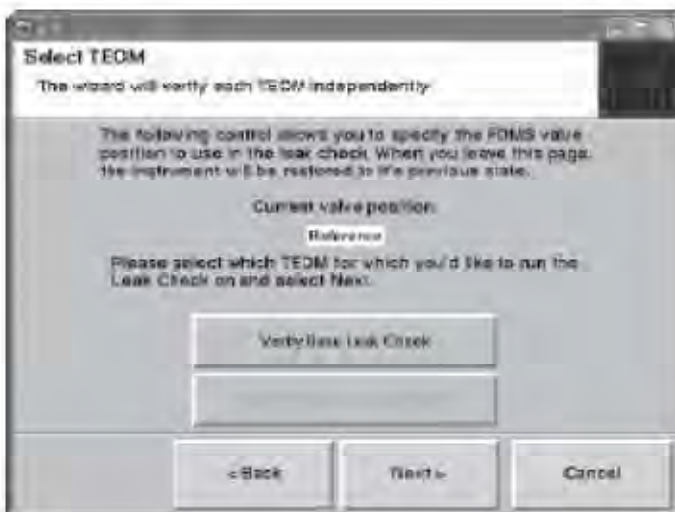 Select TEOM
The wizard will verify each TEOM independently
The following control allows you to specify the FDMS valve
position to use in the leak check. When you leave this page,
the instrument will be restored to it's previous state.
Current valve position:
Reference
Please select which TEOM for which you'd like to run the
Leak Check on and select Next.
Verify Base Leak Check
< Back
Next >
Cancel